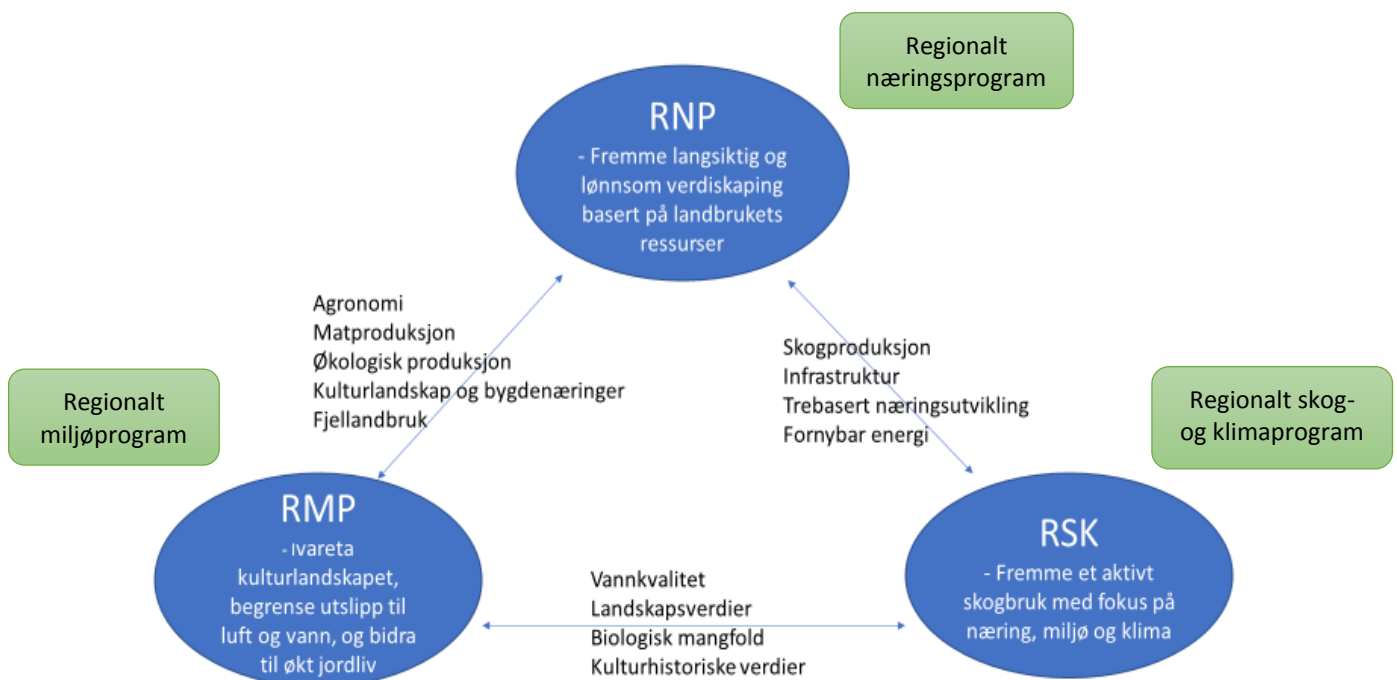 Regionalt
næringsprogram
RNP
- Fremme langsiktig og
lønnsom verdiskaping
basert på landbrukets
ressurser
Agronomi
Matproduksjon
Økologisk produksjon
Kulturlandskap og bygdenæringer
Fjellandbruk
Skogproduksjon
Infrastruktur
Trebasert næringsutvikling
Fornybar energi
Regionalt
miljøprogram
Regionalt skog-
og klimaprogram
RMP
- Ivareta
kulturlandskapet,
begrense utslipp til
luft og vann, og bidra
til økt jordliv
Vannkvalitet
Landskapsverdier
Biologisk mangfold
Kulturhistoriske verdier
RSK
- Fremme et aktivt
skogbruk med fokus på
næring, miljø og klima